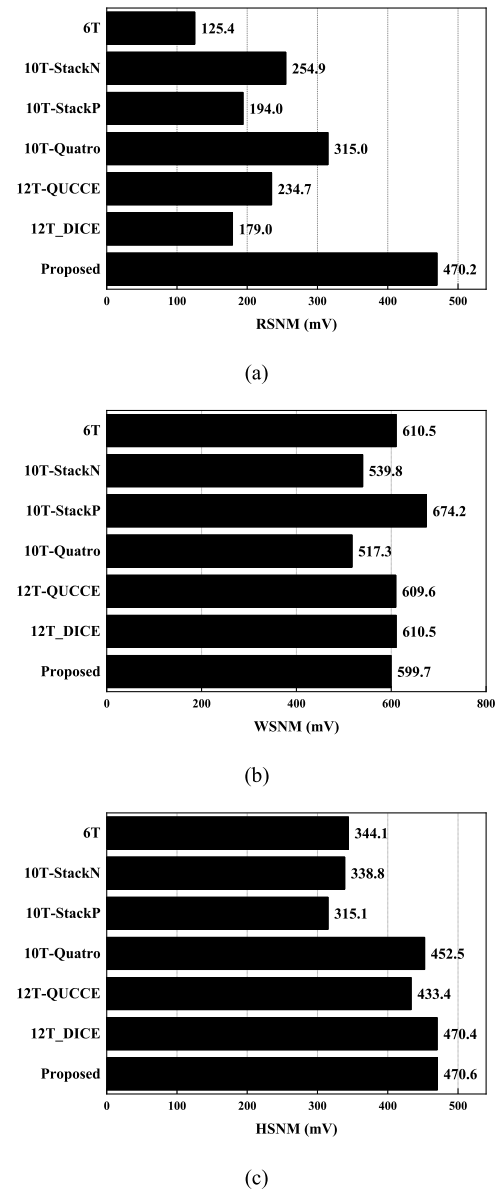 6T 125.4
10T-StackN 254.9
10T-StackP 194.0
10T-Quatro 315.0
12T-QUCCE 234.7
12T_DICE 179.0
Proposed 470.2
0 100 200 300 400 500
RSNM (mV)
(a)
6T 610.5
10T-StackN 539.8
10T-StackP 674.2
10T-Quatro 517.3
12T-QUCCE 609.6
12T_DICE 610.5
Proposed 599.7
0 200 400 600 800
WSNM (mV)
(b)
6T 344.1
10T-StackN 338.8
10T-StackP 315.1
10T-Quatro 452.5
12T-QUCCE 433.4
12T_DICE 470.4
Proposed 470.6
0 100 200 300 400 500
HSNM (mV)
(c)